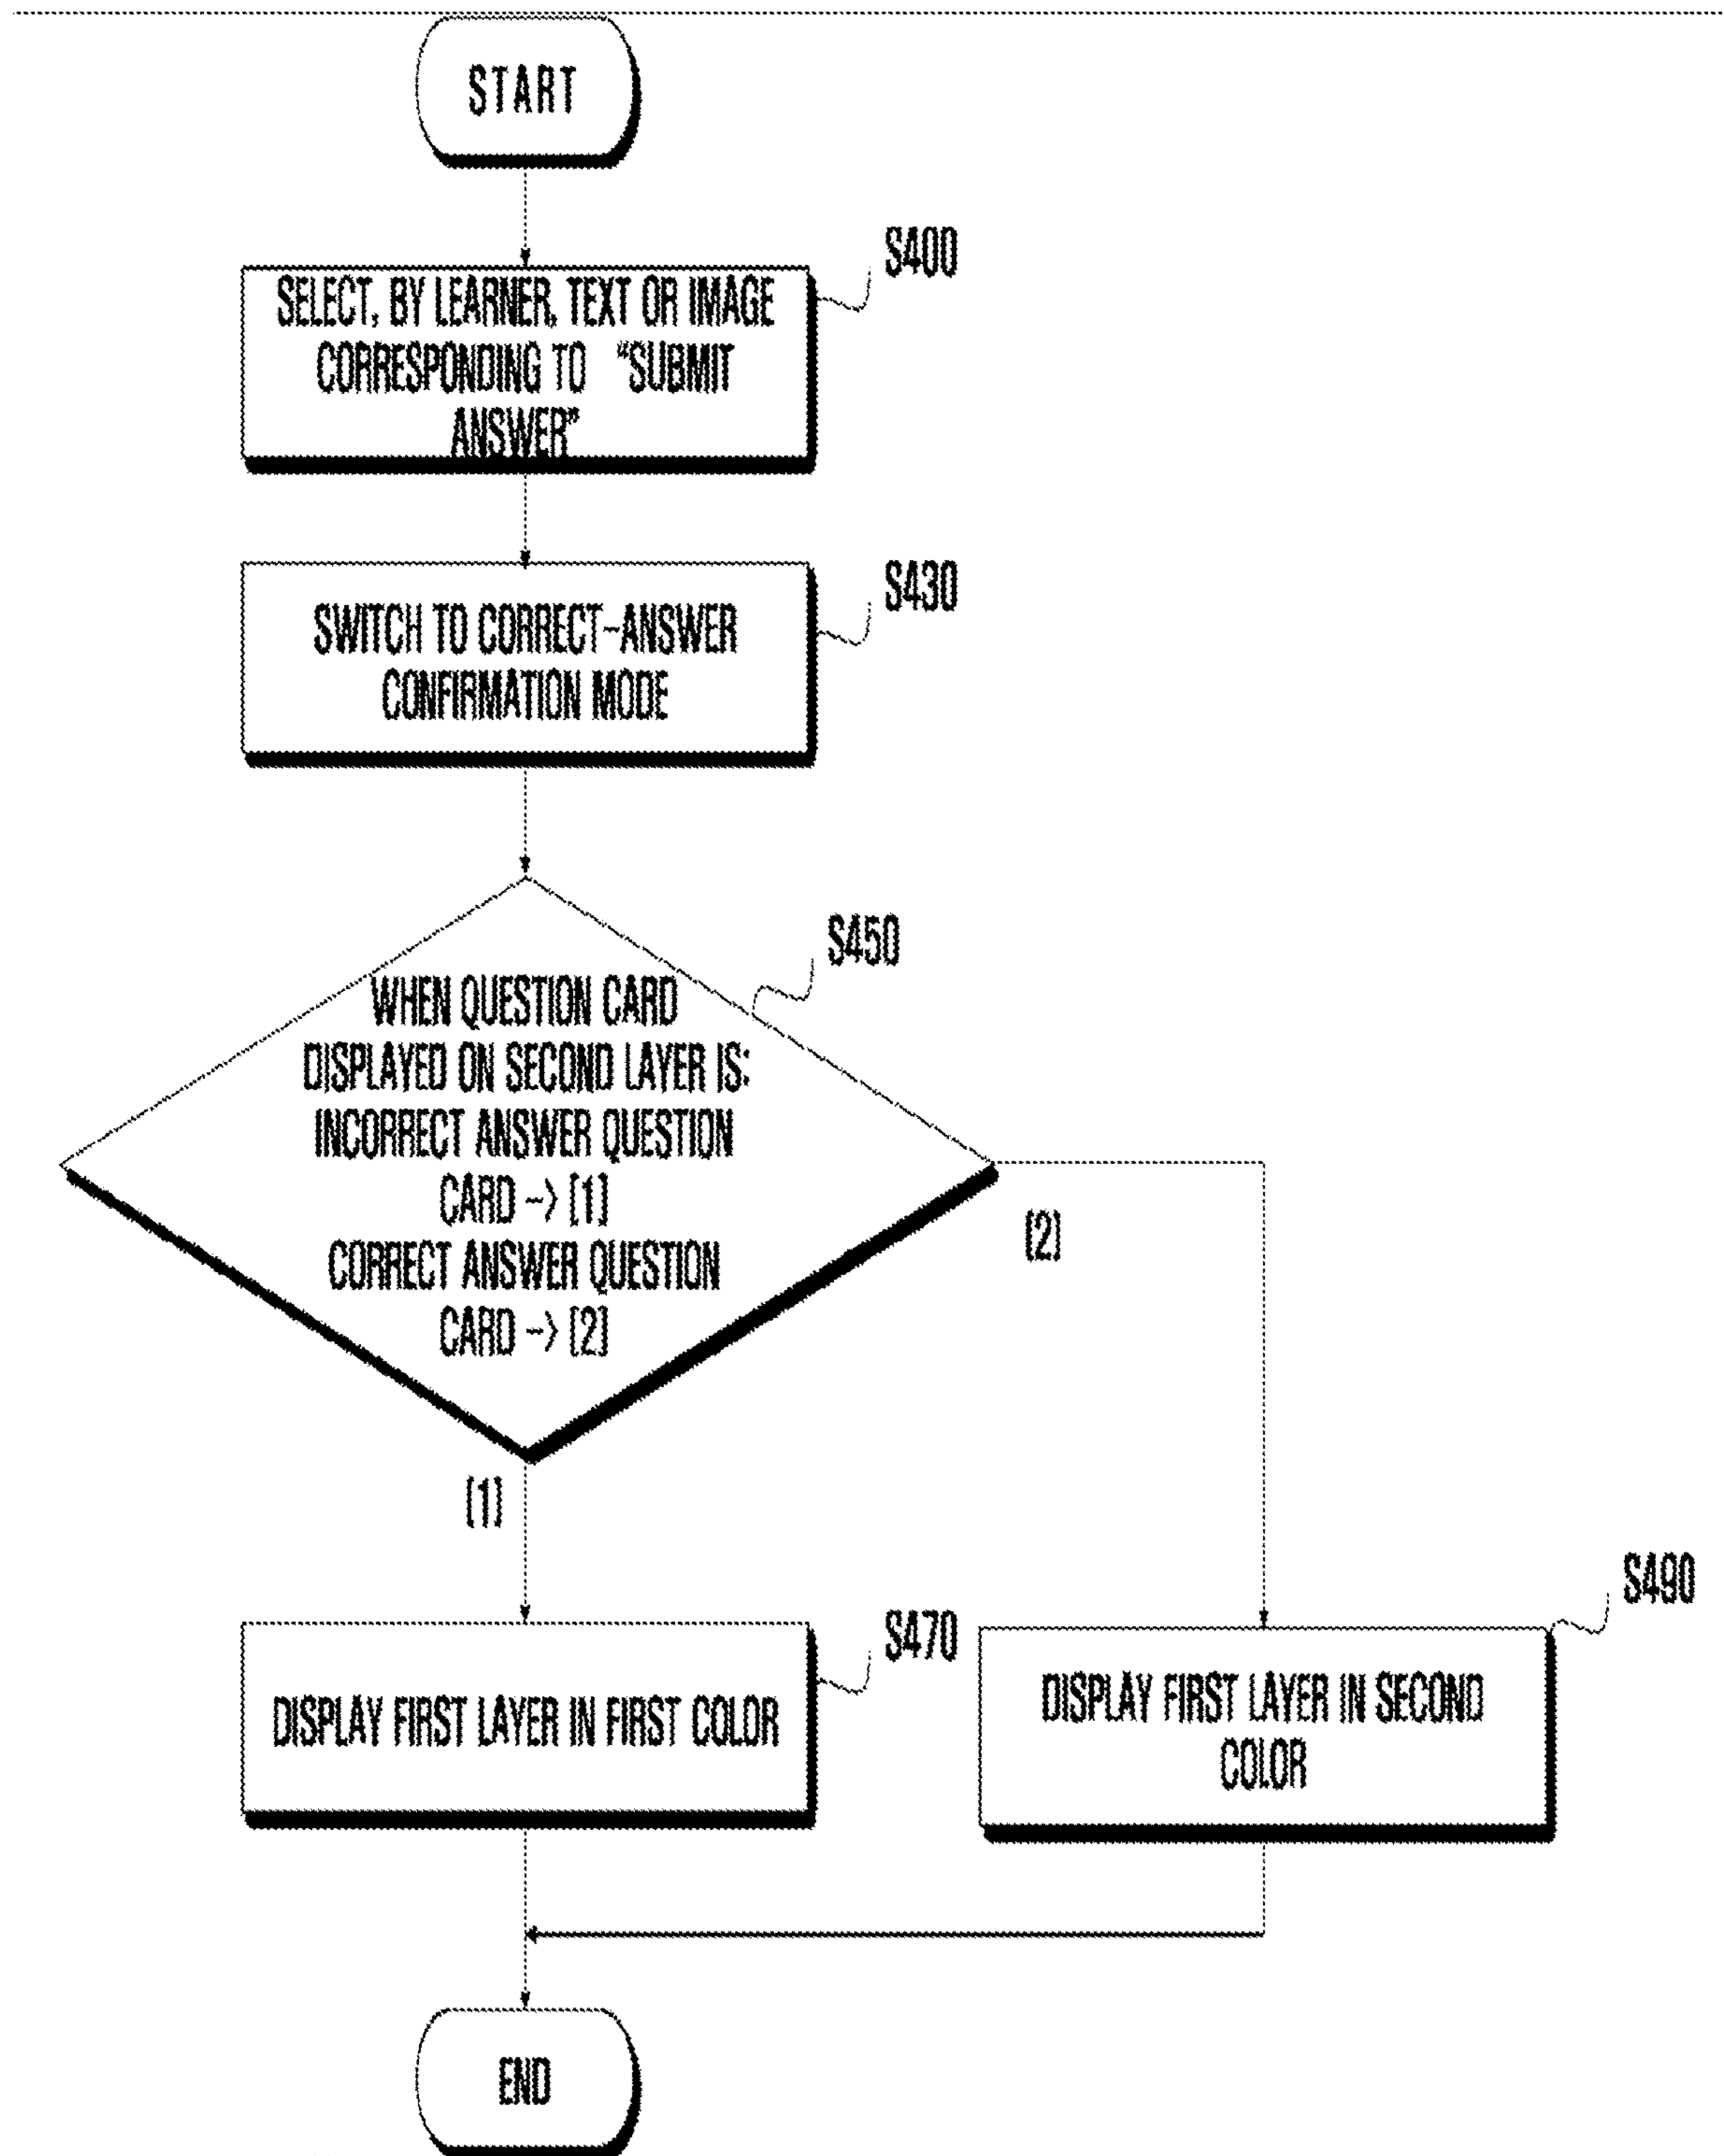 START
S400
SELECT, BY LEARNER, TEXT OR IMAGE
CORRESPONDING TO "SUBMIT
ANSWER"
S430
SWITCH TO CORRECT-ANSWER
CONFIRMATION MODE
S450
WHEN QUESTION CARD
DISPLAYED ON SECOND LAYER IS:
INCORRECT ANSWER QUESTION
CARD -> [1]
CORRECT ANSWER QUESTION
CARD -> [2]
[2]
[1]
S470
DISPLAY FIRST LAYER IN FIRST COLOR
S490
DISPLAY FIRST LAYER IN SECOND
COLOR
END